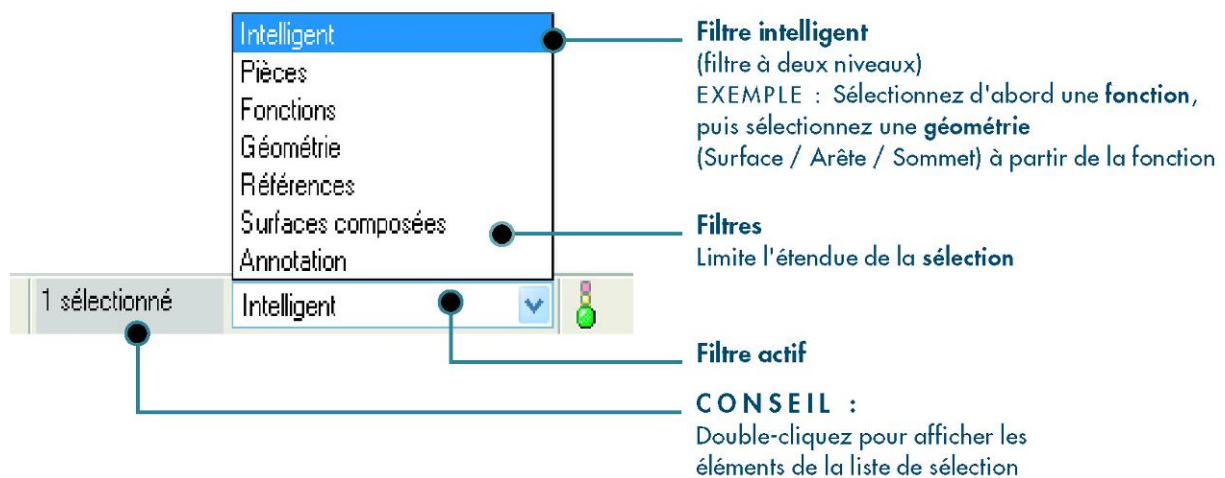 Intelligent
Pièces
Fonctions
Géométrie
Références
Surfaces composées
Annotation
1 sélectionné
Intelligent
Filtre intelligent
(filtre à deux niveaux)
EXEMPLE : Sélectionnez d'abord une fonction,
puis sélectionnez une géométrie
(Surface / Arête / Sommet) à partir de la fonction
Filtres
Limite l'étendue de la sélection
Filtre actif
CONSEIL :
Double-cliquez pour afficher les
éléments de la liste de sélection